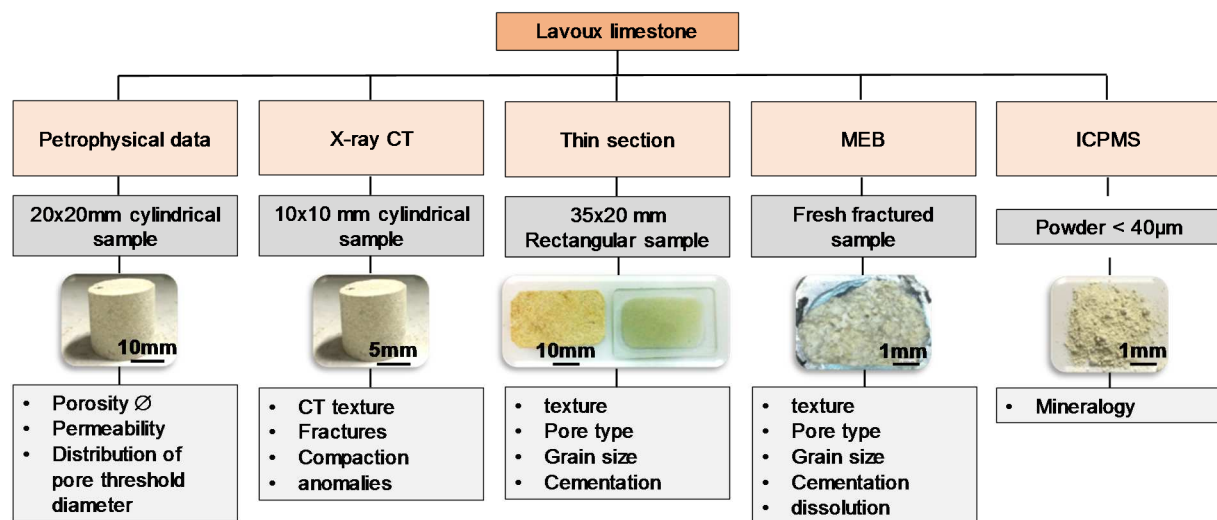 Lavoux limestone
Petrophysical data
X-ray CT
Thin section
MEB
ICPMS
20x20mm cylindrical
sample
10x10 mm cylindrical
sample
35x20 mm
Rectangular sample
Fresh fractured
sample
Powder < 40µm
10mm
5mm
10mm
1mm
1mm
• Porosity ∅
• Permeability
• Distribution of
pore threshold
diameter
• CT texture
• Fractures
• Compaction
• anomalies
• texture
• Pore type
• Grain size
• Cementation
• texture
• Pore type
• Grain size
• Cementation
• dissolution
• Mineralogy